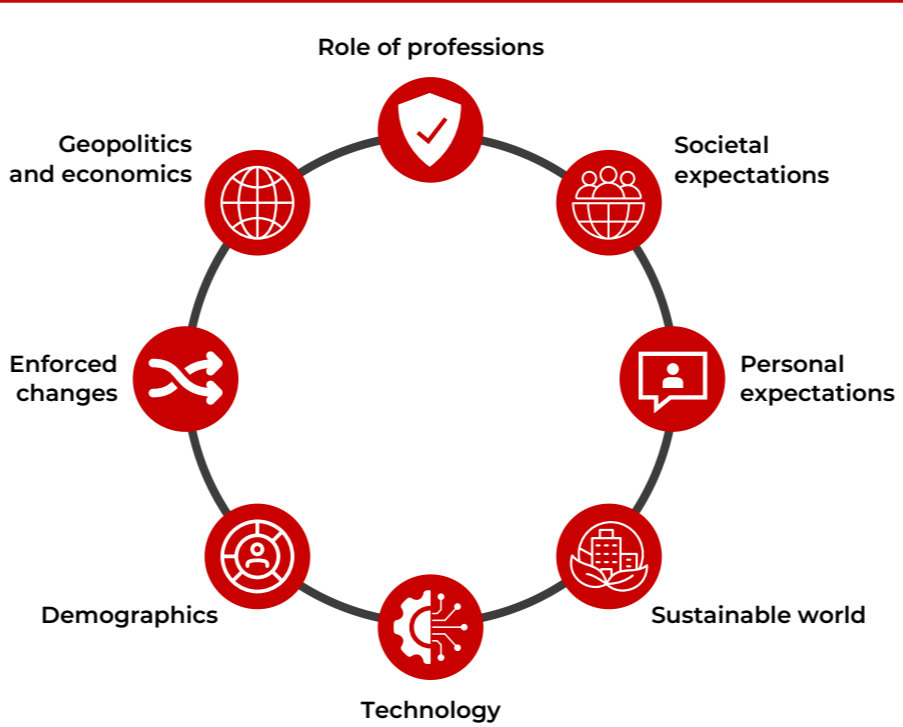 Role of professions
Societal
expectations
Personal
expectations
Sustainable world
Technology
Demographics
Enforced
changes
Geopolitics
and economics